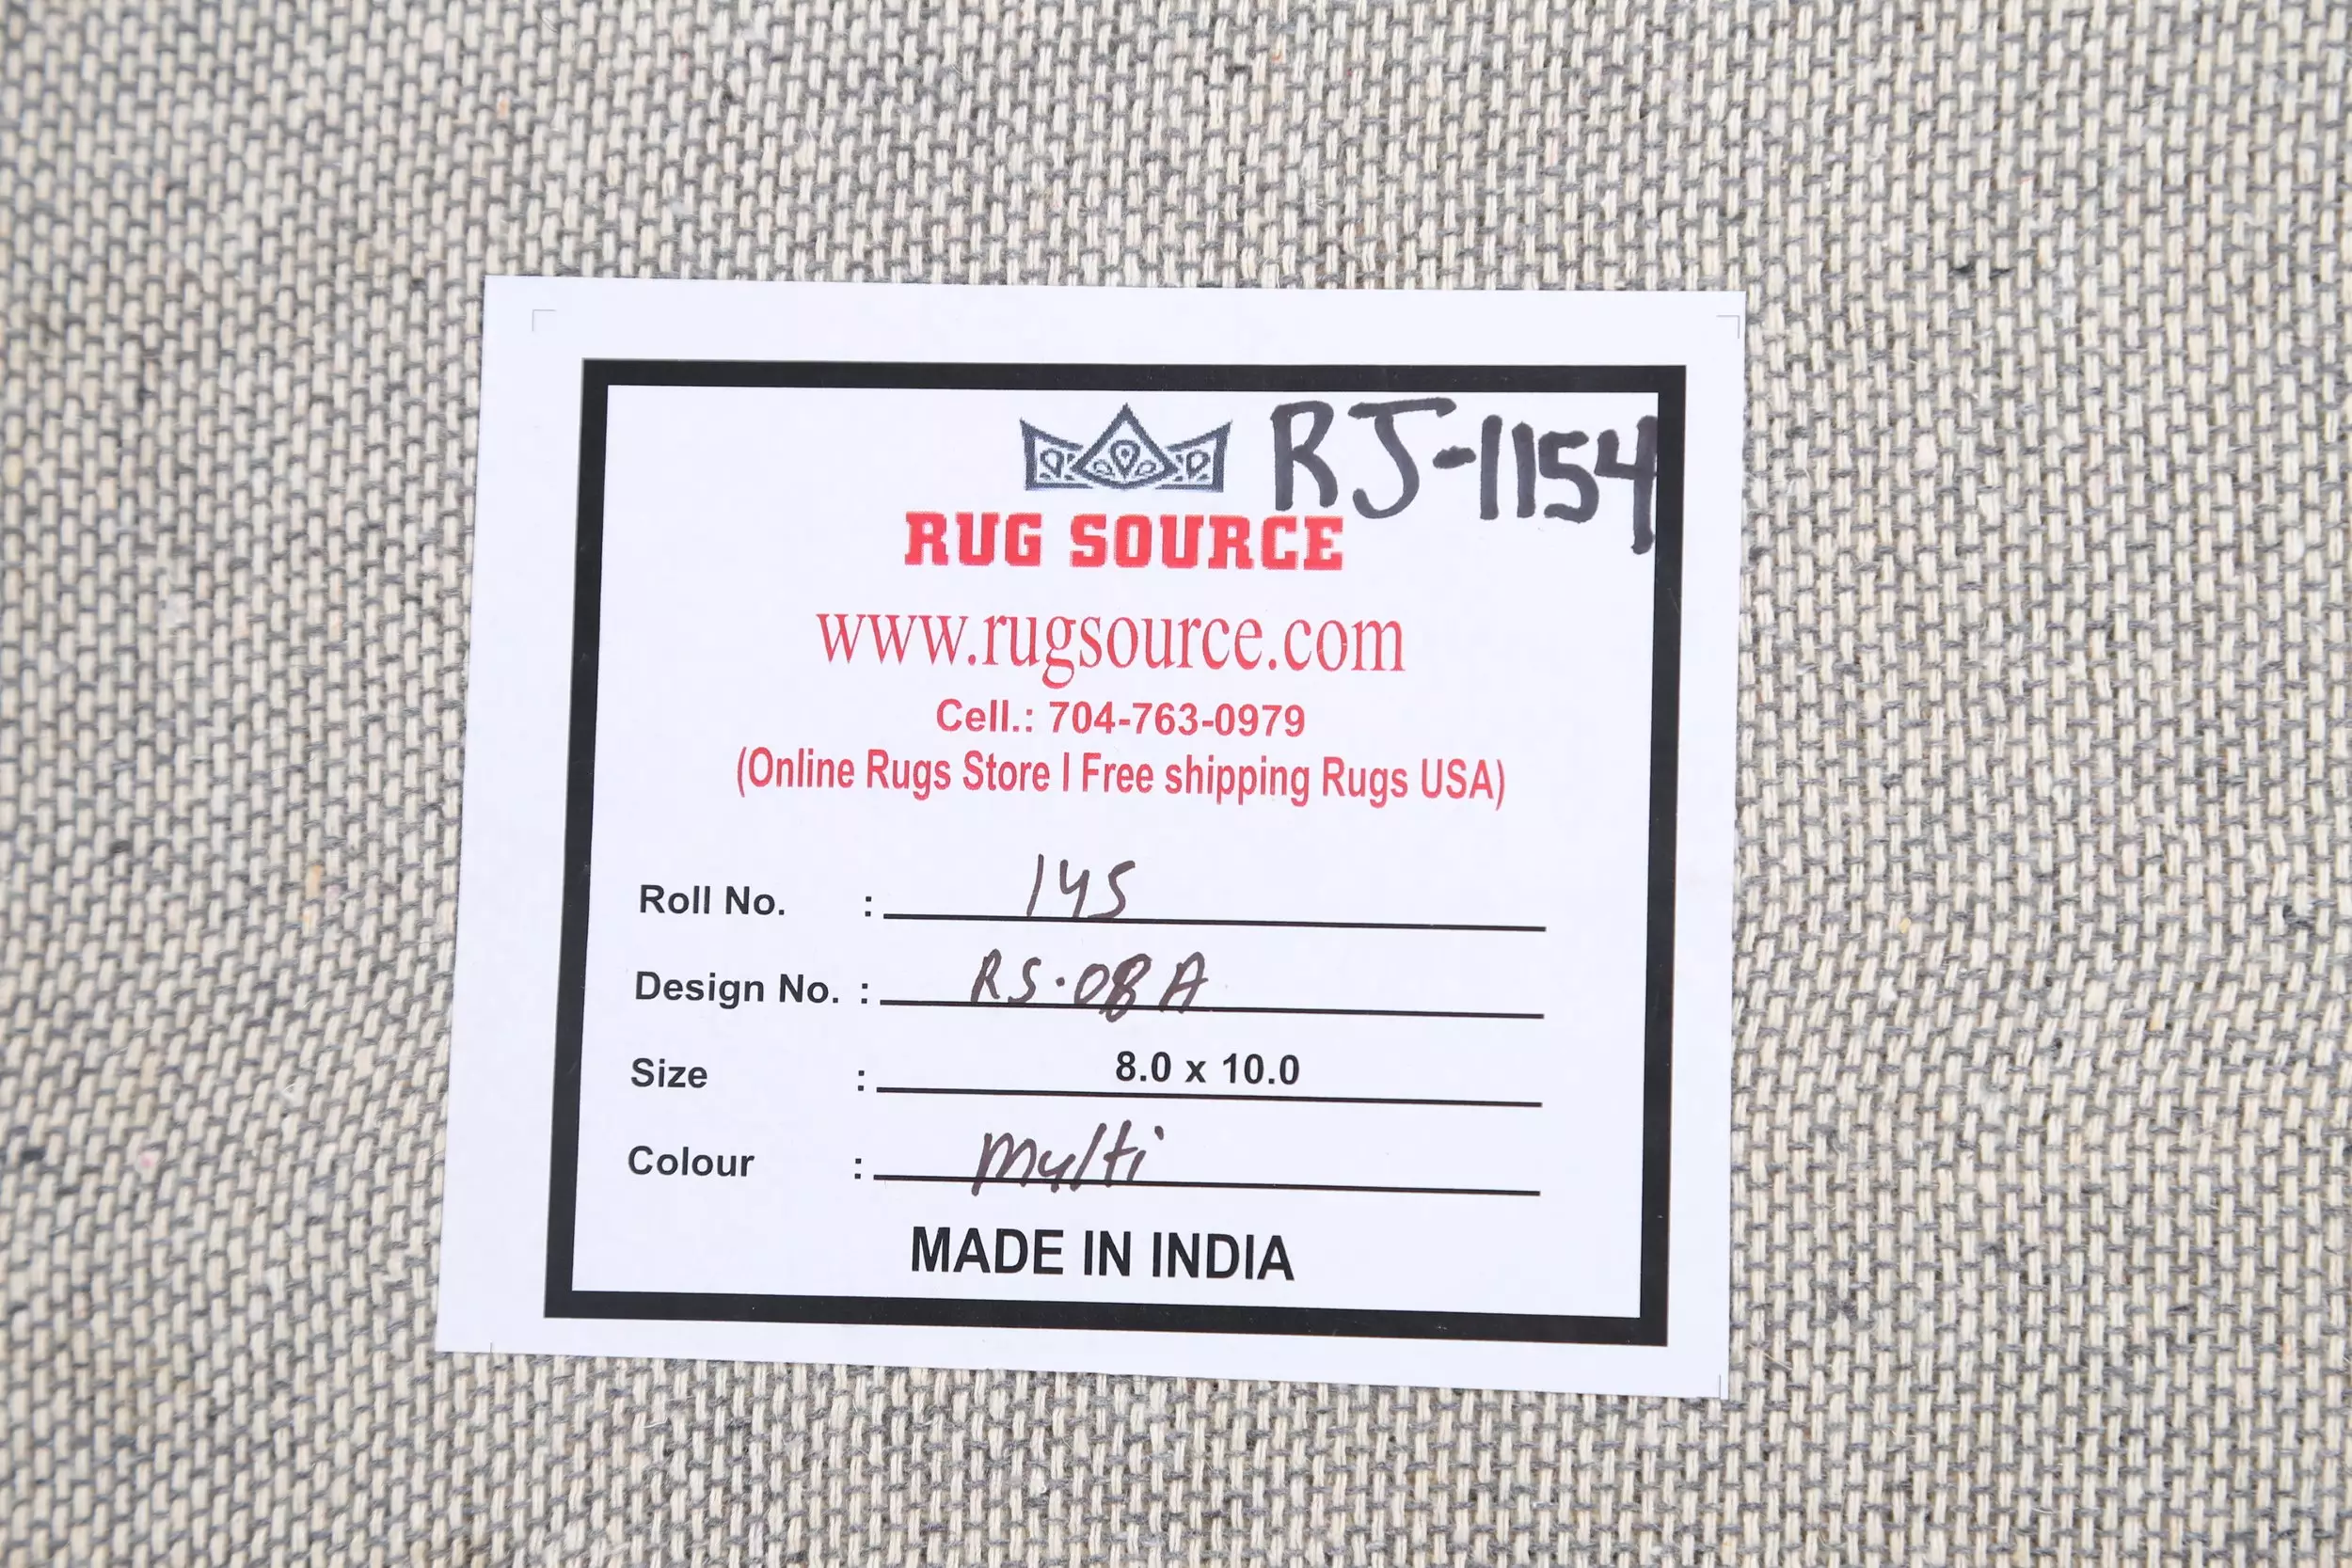 RJ-1154
RUG SOURCE
www.rugsource.com
Cell.: 704-763-0979
(Online Rugs Store I Free shipping Rugs USA)
Roll No. : 145
Design No. : RS-08A
Size : 8.0 x 10.0
Colour : multi
MADE IN INDIA